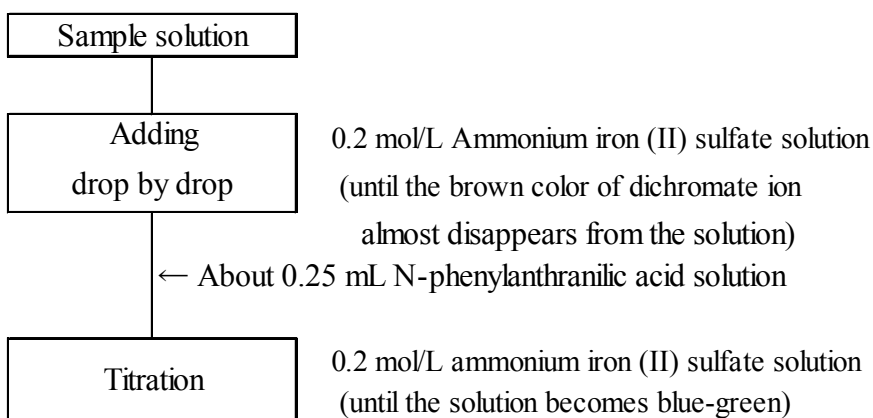 Sample solution
Adding
drop by drop
0.2 mol/L Ammonium iron (II) sulfate solution
(until the brown color of dichromate ion
almost disappears from the solution)
← About 0.25 mL N-phenylanthranilic acid solution
Titration
0.2 mol/L ammonium iron (II) sulfate solution
(until the solution becomes blue-green)